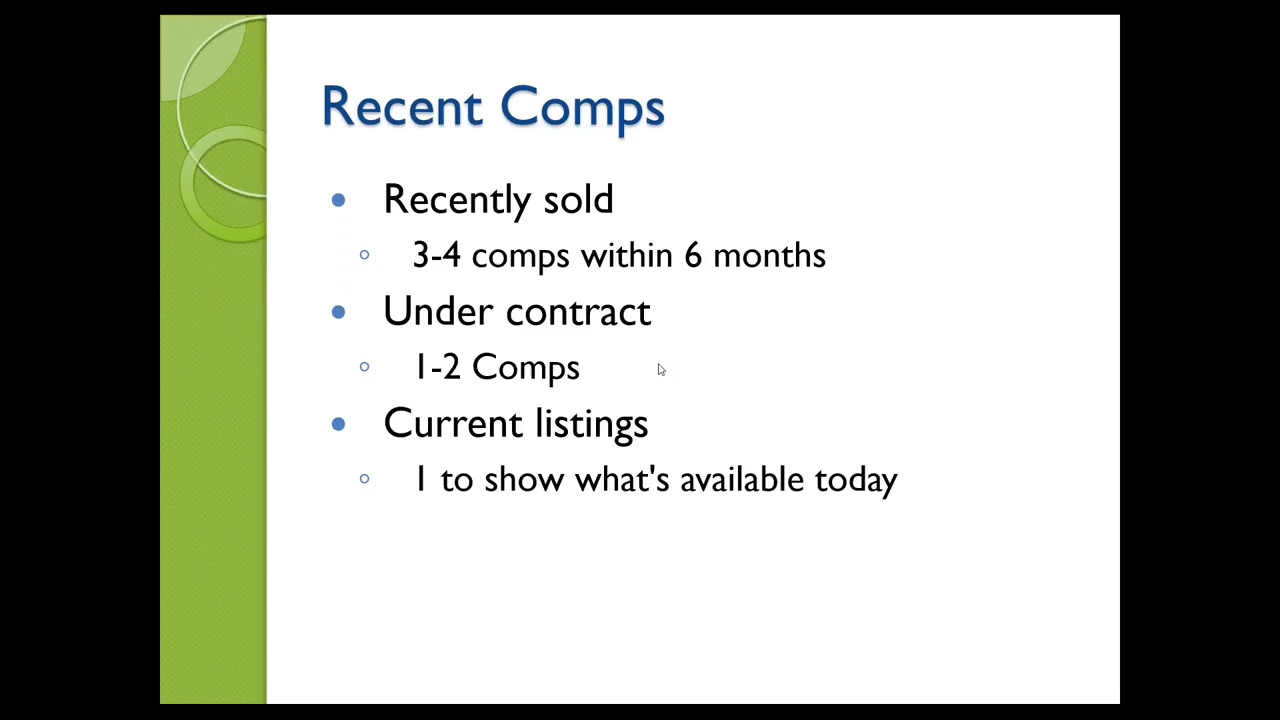 Recent Comps
Recently sold
3-4 comps within 6 months
Under contract
1-2 Comps
Current listings
1 to show what's available today